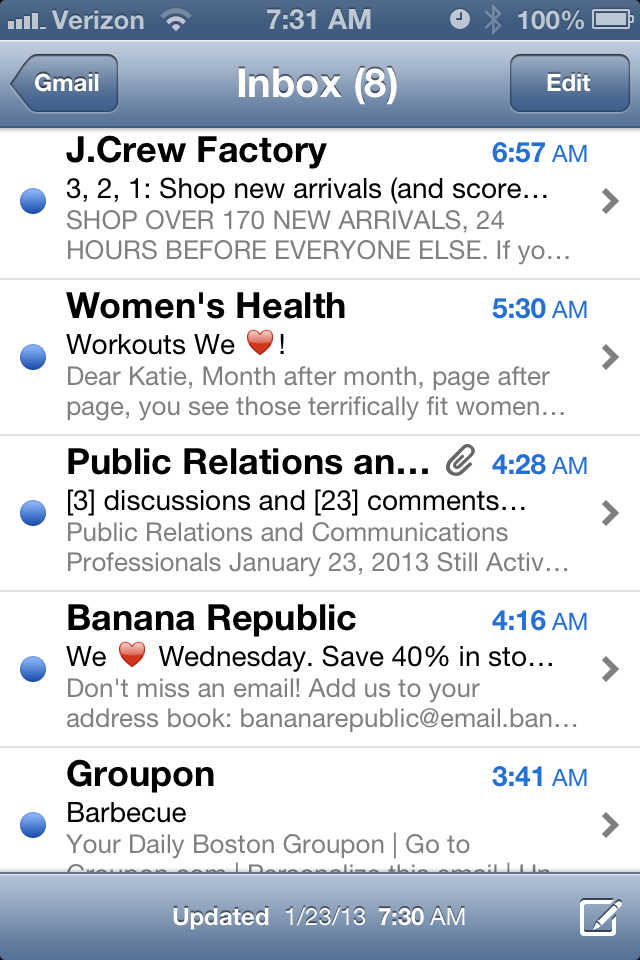 Verizon 7:31 AM 100%
Gmail Inbox (8) Edit
J.Crew Factory 6:57 AM
3, 2, 1: Shop new arrivals (and score…
SHOP OVER 170 NEW ARRIVALS, 24
HOURS BEFORE EVERYONE ELSE. If yo…
Women's Health 5:30 AM
Workouts We ❤️!
Dear Katie, Month after month, page after
page, you see those terrifically fit women…
Public Relations an… 4:28 AM
[3] discussions and [23] comments…
Public Relations and Communications
Professionals January 23, 2013 Still Activ…
Banana Republic 4:16 AM
We ❤️ Wednesday. Save 40% in sto…
Don't miss an email! Add us to your
address book: bananarepublic@email.ban…
Groupon 3:41 AM
Barbecue
Your Daily Boston Groupon | Go to
Groupon.com | Personalize this email | Un
Updated 1/23/13 7:30 AM